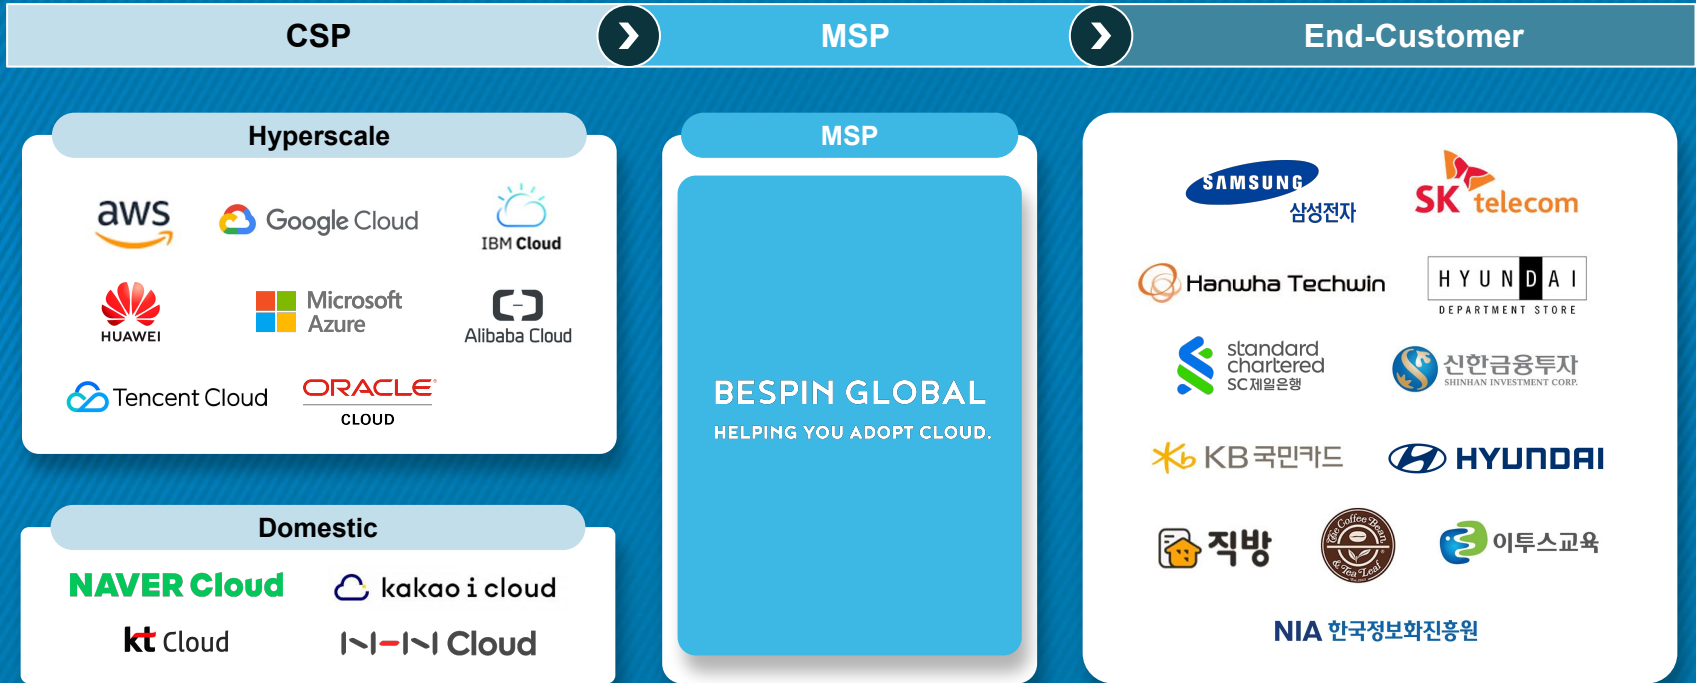 CSP
MSP
End-Customer
Hyperscale
aws
Google Cloud
IBM Cloud
HUAWEI
Microsoft
Azure
Alibaba Cloud
Tencent Cloud
ORACLE
CLOUD
Domestic
NAVER Cloud
kakao i cloud
kt Cloud
NHN Cloud
MSP
BESPIN GLOBAL
HELPING YOU ADOPT CLOUD.
SAMSUNG
삼성전자
SK telecom
Hanwha Techwin
HYUNDAI
DEPARTMENT STORE
standard
chartered
SC제일은행
신한금융투자
SHINHAN INVESTMENT CORP.
KB국민카드
HYUNDAI
직방
The Coffee Bean
& Tea Leaf
이투스교육
NIA 한국정보화진흥원